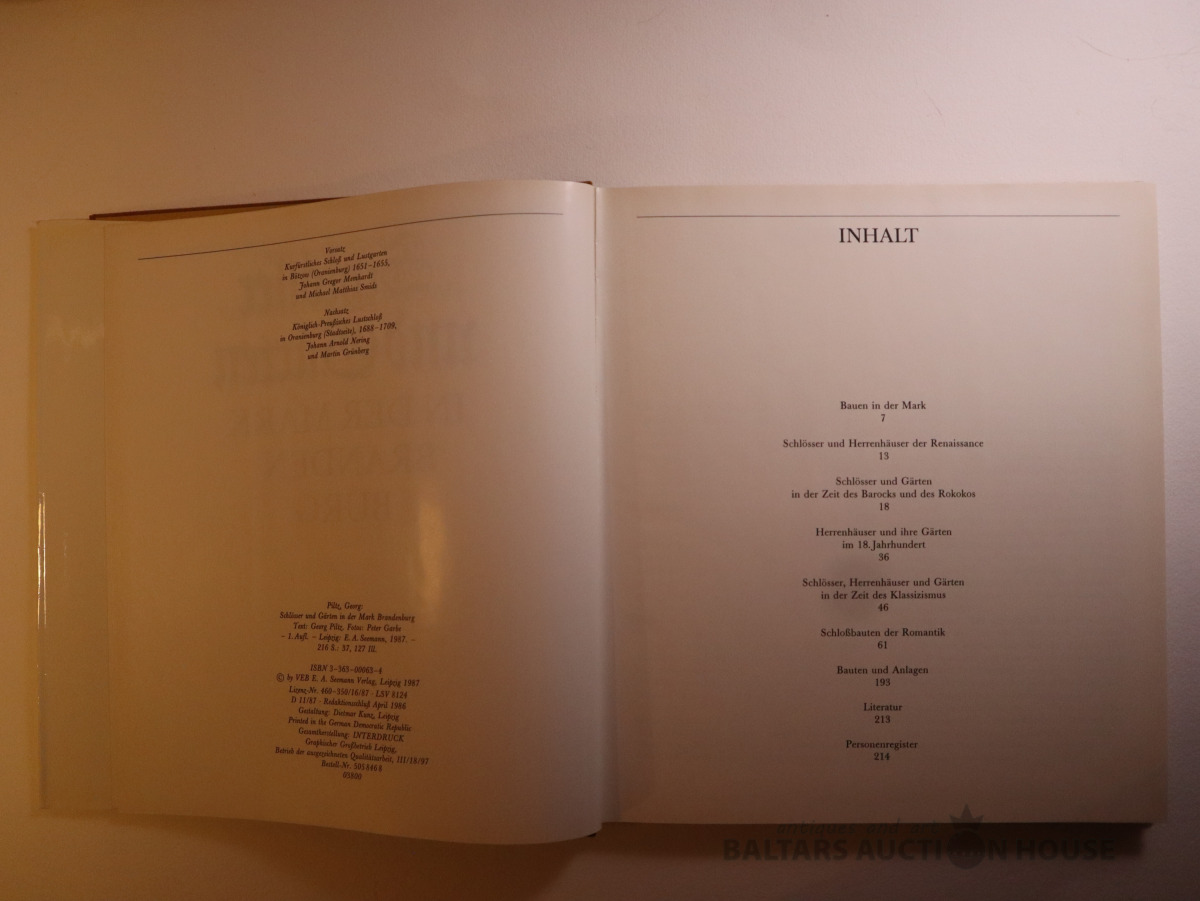 Vorsatz
Kurfürstliches Schloß und Lustgarten
in Bötzow (Oranienburg) 1651–1655,
Johann Gregor Memhardt
und Michael Matthias Smids
Nachsatz
Königlich-Preußisches Lustschloß
in Oranienburg (Stadtseite), 1688–1709,
Johann Arnold Nering
und Martin Grünberg
Piltz, Georg:
Schlösser und Gärten in der Mark Brandenburg
Text: Georg Piltz. Fotos: Peter Garbe
– 1. Aufl. – Leipzig: E. A. Seemann, 1987. –
216 S.: 37, 127 Ill.
ISBN 3-363-00063-4
© by VEB E. A. Seemann Verlag, Leipzig 1987
Lizenz-Nr. 460-350/16/87 · LSV 8124
D 11/87 · Redaktionsschluß April 1986
Gestaltung: Dietmar Kunz, Leipzig
Printed in the German Democratic Republic
Gesamtherstellung: INTERDRUCK
Graphischer Großbetrieb Leipzig,
Betrieb der ausgezeichneten Qualitätsarbeit, III/18/97
Bestell-Nr. 505 846 8
03800
INHALT
Bauen in der Mark
7
Schlösser und Herrenhäuser der Renaissance
13
Schlösser und Gärten
in der Zeit des Barocks und des Rokokos
18
Herrenhäuser und ihre Gärten
im 18. Jahrhundert
36
Schlösser, Herrenhäuser und Gärten
in der Zeit des Klassizismus
46
Schloßbauten der Romantik
61
Bauten und Anlagen
193
Literatur
213
Personenregister
214
antiques and art
BALTARS AUCTION HOUSE